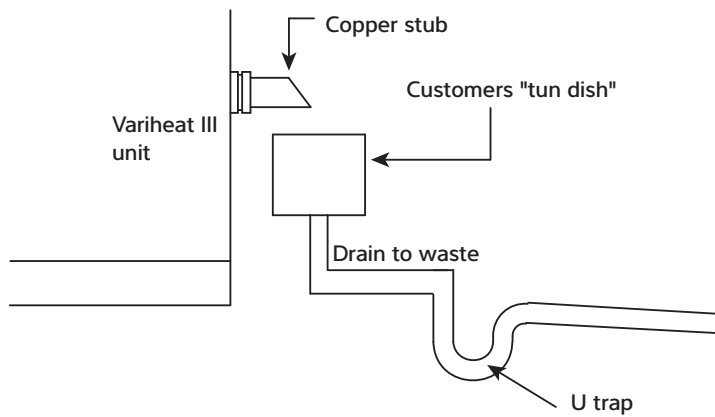 Copper stub
Customers "tun dish"
Variheat III
unit
Drain to waste
U trap